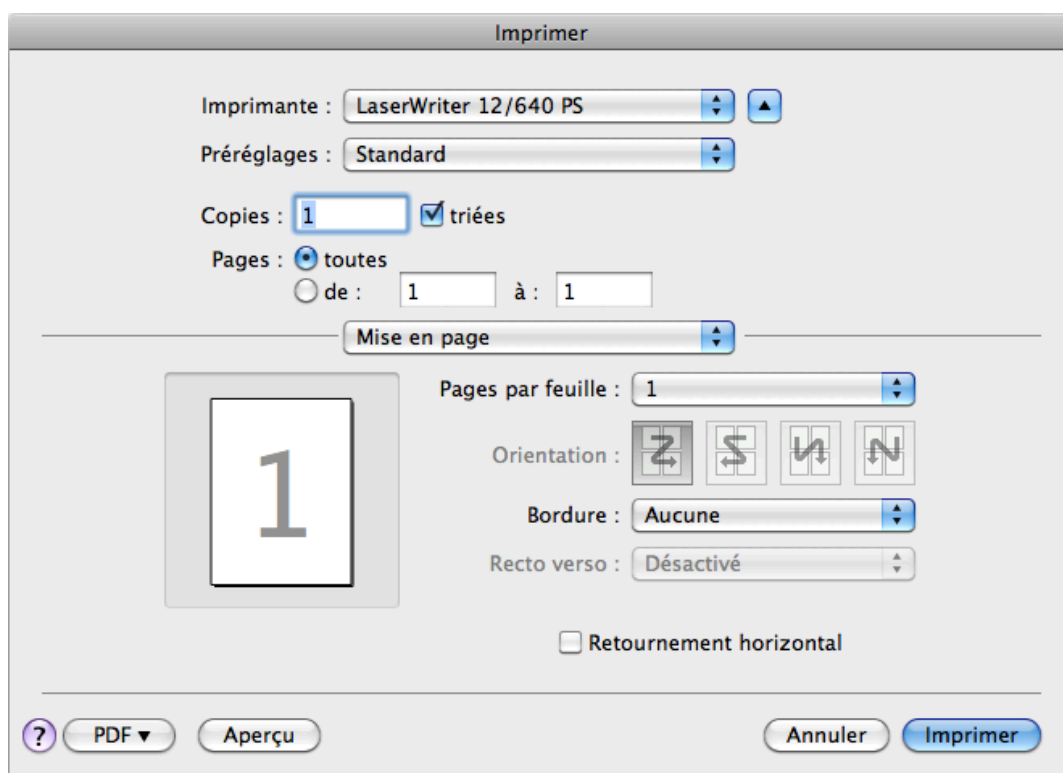 Imprimer
Imprimante : LaserWriter 12/640 PS
Préréglages : Standard
Copies : 1 triées
Pages : toutes
de : 1 à : 1
Mise en page
Pages par feuille : 1
1
Orientation :
Bordure : Aucune
Recto verso : Désactivé
Retournement horizontal
? PDF ▼ Aperçu Annuler Imprimer